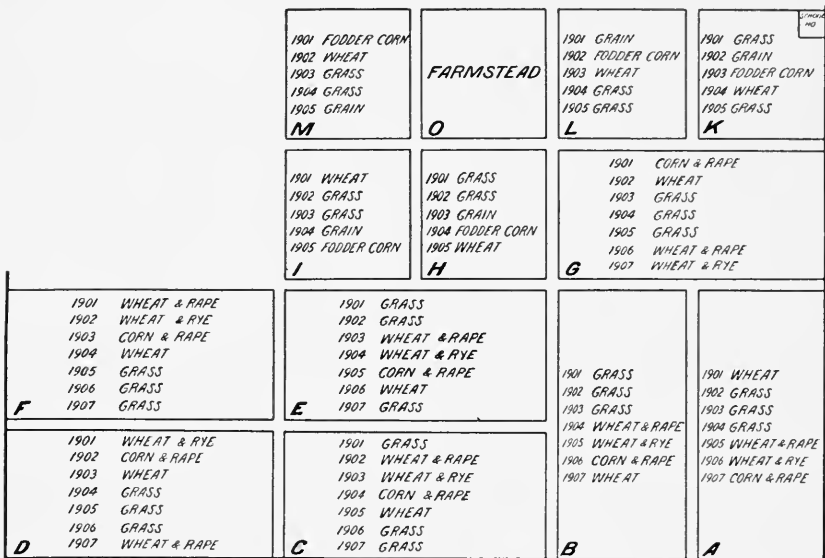 1901 FODDER CORN
1902 WHEAT
1903 GRASS
1904 GRASS
1905 GRAIN
M
FARMSTEAD
O
1901 GRAIN
1902 FODDER CORN
1903 WHEAT
1904 GRASS
1905 GRASS
L
1901 GRASS
1902 GRAIN
1903 FODDER CORN
1904 WHEAT
1905 GRASS
K
1901 WHEAT
1902 GRASS
1903 GRASS
1904 GRAIN
1905 FODDER CORN
I
1901 GRASS
1902 GRASS
1903 GRAIN
1904 FODDER CORN
1905 WHEAT
H
1901 CORN & RAPE
1902 WHEAT
1903 GRASS
1904 GRASS
1905 GRASS
1906 WHEAT & RAPE
1907 WHEAT & RYE
G
1901 WHEAT & RAPE
1902 WHEAT & RYE
1903 CORN & RAPE
1904 WHEAT
1905 GRASS
1906 GRASS
1907 GRASS
F
1901 GRASS
1902 GRASS
1903 WHEAT & RAPE
1904 WHEAT & RYE
1905 CORN & RAPE
1906 WHEAT
1907 GRASS
E
1901 GRASS
1902 GRASS
1903 GRASS
1904 WHEAT & RAPE
1905 WHEAT & RYE
1906 CORN & RAPE
1907 WHEAT
B
1901 WHEAT
1902 GRASS
1903 GRASS
1904 GRASS
1905 WHEAT & RAPE
1906 WHEAT & RYE
1907 CORN & RAPE
A
1901 WHEAT & RYE
1902 CORN & RAPE
1903 WHEAT
1904 GRASS
1905 GRASS
1906 GRASS
1907 WHEAT & RAPE
D
1901 GRASS
1902 WHEAT & RAPE
1903 WHEAT & RYE
1904 CORN & RAPE
1905 WHEAT
1906 GRASS
1907 GRASS
C